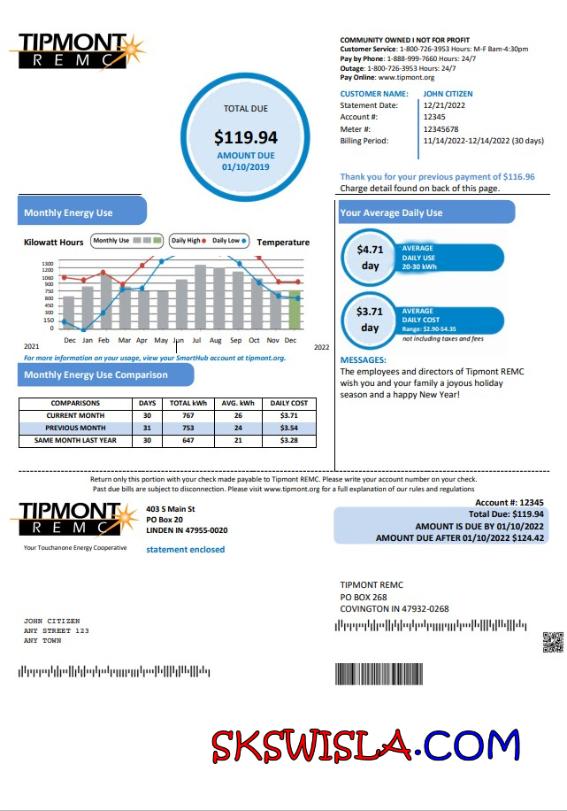 TIPMONT
REMC
COMMUNITY OWNED I NOT FOR PROFIT
Customer Service: 1-800-726-3953 Hours: M-F 8am-4:30pm
Pay by Phone: 1-888-999-7660 Hours: 24/7
Outage: 1-800-726-3953 Hours: 24/7
Pay Online: www.tipmont.org
CUSTOMER NAME: JOHN CITIZEN
Statement Date: 12/21/2022
Account #: 12345
Meter #: 12345678
Billing Period: 11/14/2022-12/14/2022 (30 days)
TOTAL DUE
$119.94
AMOUNT DUE
01/10/2019
Thank you for your previous payment of $116.96
Charge detail found on back of this page.
Monthly Energy Use
Kilowatt Hours Monthly Use Daily High Daily Low Temperature
1300
1200
1050
900
750
600
450
300
150
0
Dec Jan Feb Mar Apr May Jun Jul Aug Sep Oct Nov Dec
2021 2022
For more information on your usage, view your SmartHub account at tipmont.org.
Your Average Daily Use
$4.71
day
AVERAGE
DAILY USE
20-30 kWh
$3.71
day
AVERAGE
DAILY COST
Range: $2.90-$4.35
not including taxes and fees
MESSAGES:
The employees and directors of Tipmont REMC
wish you and your family a joyous holiday
season and a happy New Year!
Monthly Energy Use Comparison
COMPARISONS DAYS TOTAL kWh AVG. kWh DAILY COST
CURRENT MONTH 30 767 26 $3.71
PREVIOUS MONTH 31 753 24 $3.54
SAME MONTH LAST YEAR 30 647 21 $3.28
Return only this portion with your check made payable to Tipmont REMC. Please write your account number on your check.
Past due bills are subject to disconnection. Please visit www.tipmont.org for a full explanation of our rules and regulations
TIPMONT
REMC
Your Touchanone Energy Cooperative
403 S Main St
PO Box 20
LINDEN IN 47955-0020
statement enclosed
Account #: 12345
Total Due: $119.94
AMOUNT IS DUE BY 01/10/2022
AMOUNT DUE AFTER 01/10/2022 $124.42
TIPMONT REMC
PO BOX 268
COVINGTON IN 47932-0268
JOHN CITIZEN
ANY STREET 123
ANY TOWN
SKSWISLA.COM